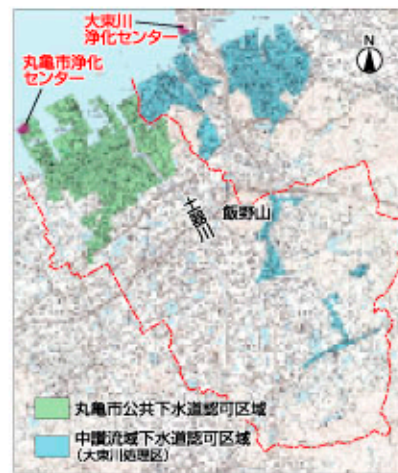 大東川
浄化センター
丸亀市浄化
センター
N
土器川
飯野山
丸亀市公共下水道認可区域
中讃流域下水道認可区域
(大東川処理区)